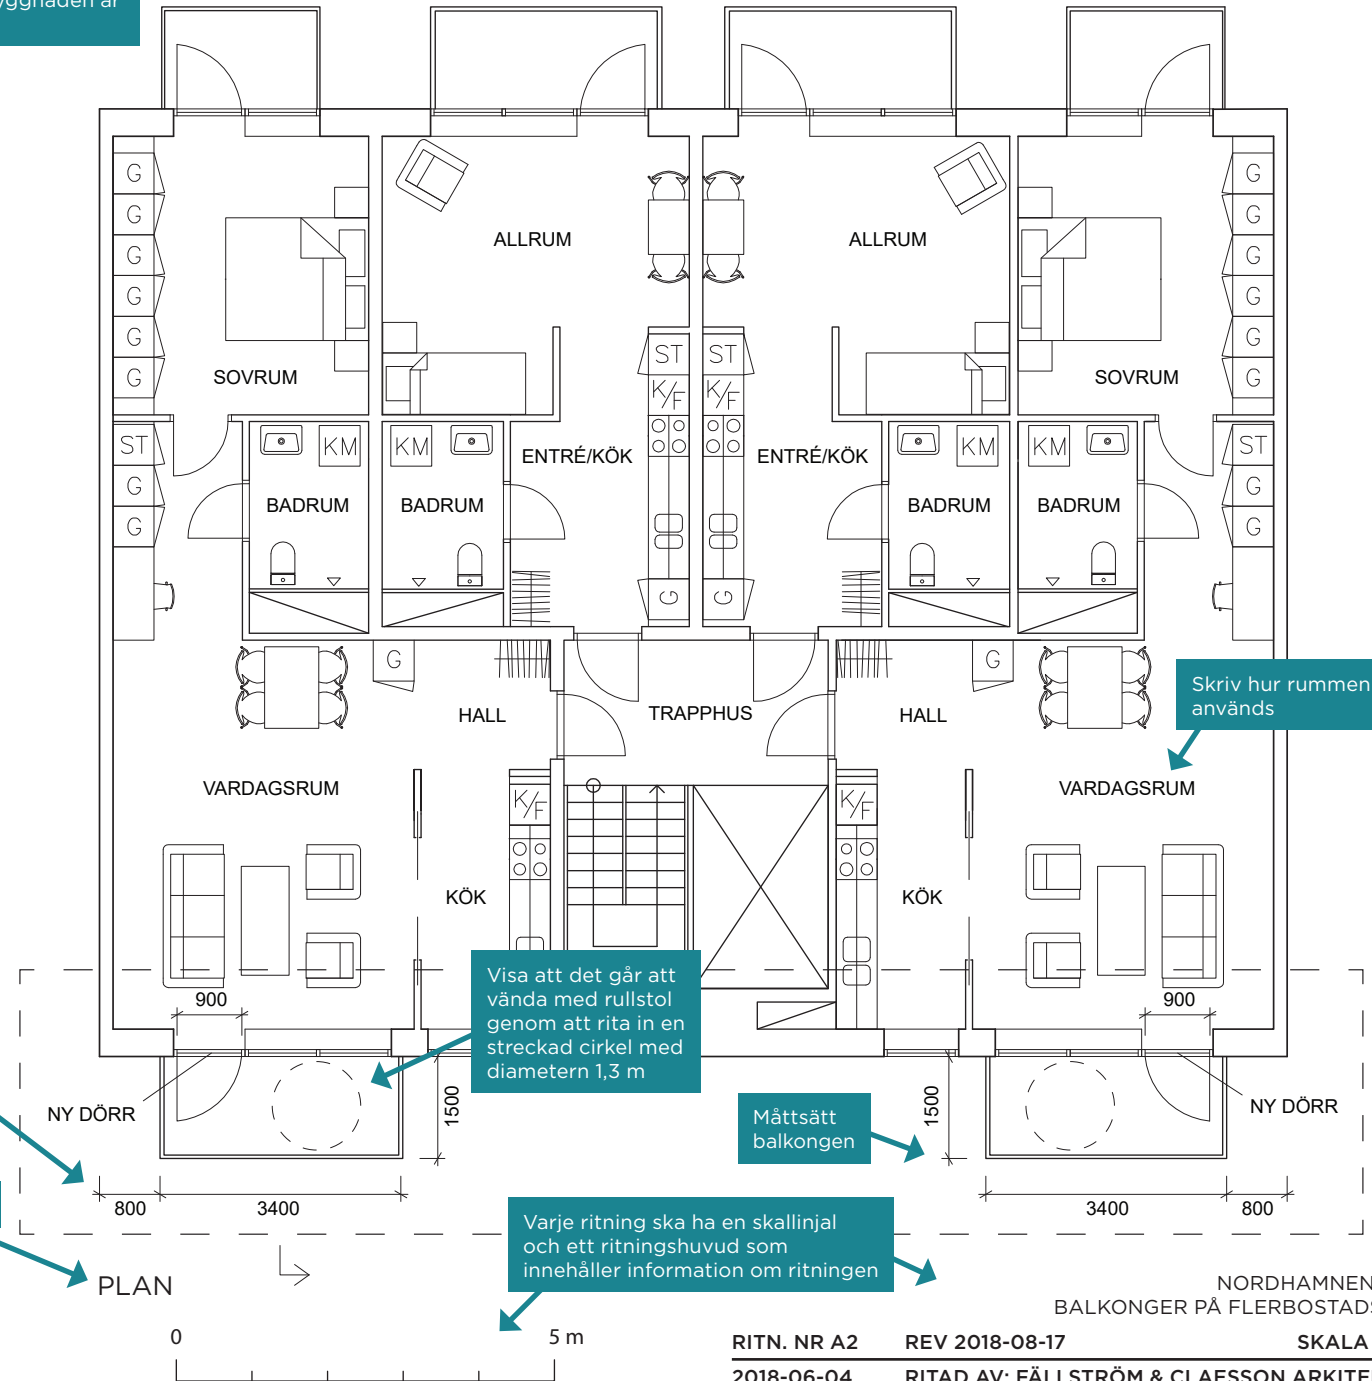 yggnaden är
G
G
G
G
G
G
SOVRUM
ALLRUM
ALLRUM
SOVRUM
G
G
G
G
G
G
ST
K/F
ST
K/F
ST
G
G
KM
KM
ENTRÉ/KÖK
ENTRÉ/KÖK
KM
KM
ST
G
G
BADRUM
BADRUM
BADRUM
BADRUM
G
G
G
G
HALL
TRAPPHUS
HALL
Skriv hur rummen
används
VARDAGSRUM
VARDAGSRUM
K/F
K/F
KÖK
KÖK
Visa att det går att
vända med rullstol
genom att rita in en
streckad cirkel med
diametern 1,3 m
900
900
NY DÖRR
1500
Måttsätt
balkongen
1500
NY DÖRR
800
3400
3400
800
Varje ritning ska ha en skallinjal
och ett ritningshuvud som
innehåller information om ritningen
PLAN
NORDHAMNEN
BALKONGER PÅ FLERBOSTADS
0
5 m
RITN. NR A2
REV 2018-08-17
SKALA
2018-06-04
RITAD AV: FÄLLSTRÖM & CLAESSON ARKITE